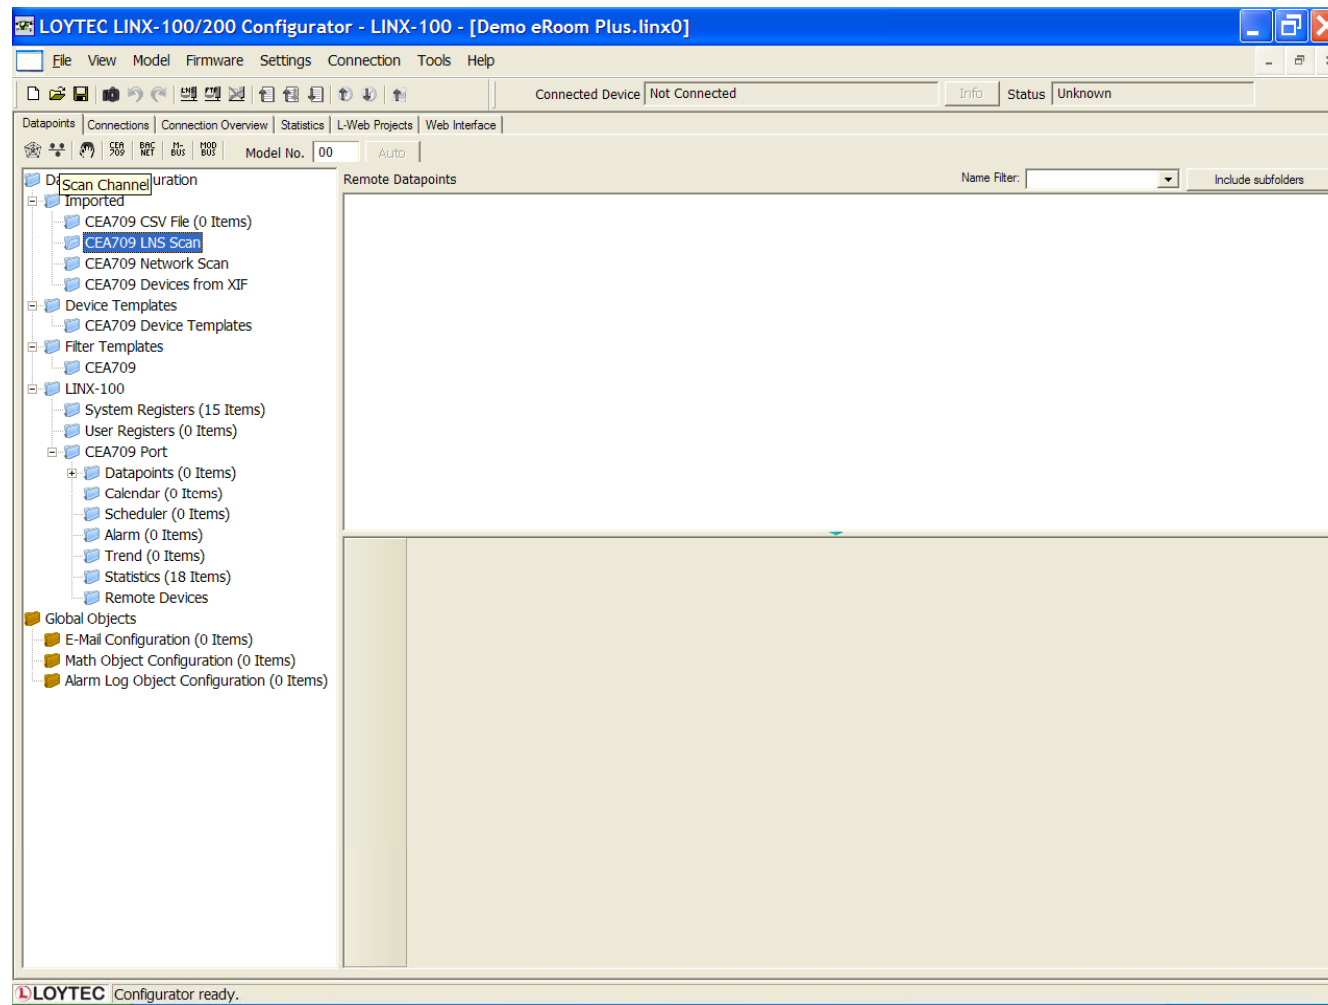 LOYTEC LINX-100/200 Configurator - LINX-100 - [Demo eRoom Plus.linx0]
File View Model Firmware Settings Connection Tools Help
Connected Device Not Connected Info Status Unknown
Datapoints Connections Connection Overview Statistics L-Web Projects Web Interface
CEA 709 BAC NET M-BUS MOD BUS Model No. 00 Auto
Scan Channel uration
Remote Datapoints Name Filter: Include subfolders
Imported
CEA709 CSV File (0 Items)
CEA709 LNS Scan
CEA709 Network Scan
CEA709 Devices from XIF
Device Templates
CEA709 Device Templates
Filter Templates
CEA709
LINX-100
System Registers (15 Items)
User Registers (0 Items)
CEA709 Port
Datapoints (0 Items)
Calendar (0 Items)
Scheduler (0 Items)
Alarm (0 Items)
Trend (0 Items)
Statistics (18 Items)
Remote Devices
Global Objects
E-Mail Configuration (0 Items)
Math Object Configuration (0 Items)
Alarm Log Object Configuration (0 Items)
LOYTEC Configurator ready.